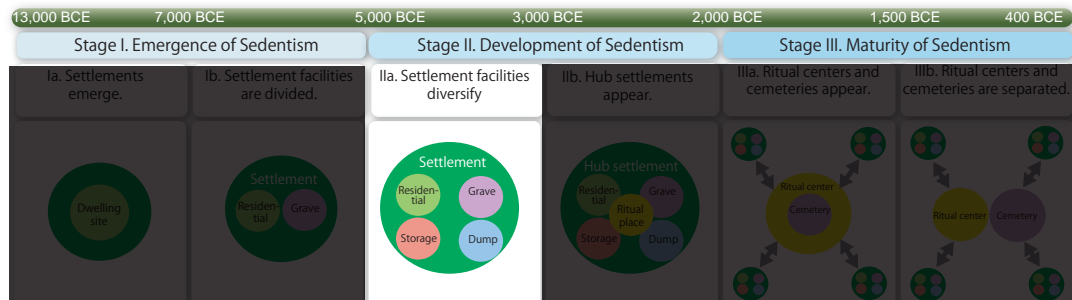 13,000 BCE 7,000 BCE 5,000 BCE 3,000 BCE 2,000 BCE 1,500 BCE 400 BCE
Stage I. Emergence of Sedentism Stage II. Development of Sedentism Stage III. Maturity of Sedentism
Ia. Settlements
emerge.
Ib. Settlement facilities
are divided.
IIa. Settlement facilities
diversify
IIb. Hub settlements
appear.
IIIa. Ritual centers and
cemeteries appear.
IIIb. Ritual centers and
cemeteries are separated.
Dwelling
site
Settlement
Residen-
tial
Grave
Settlement
Residen-
tial
Grave
Storage
Dump
Hub settlement
Residen-
tial
Grave
Ritual
place
Storage
Dump
Ritual center
Cemetery
Ritual center
Cemetery